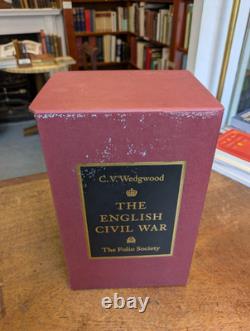 C.V. Wedgwood
THE
ENGLISH
CIVIL WAR
The Folio Society